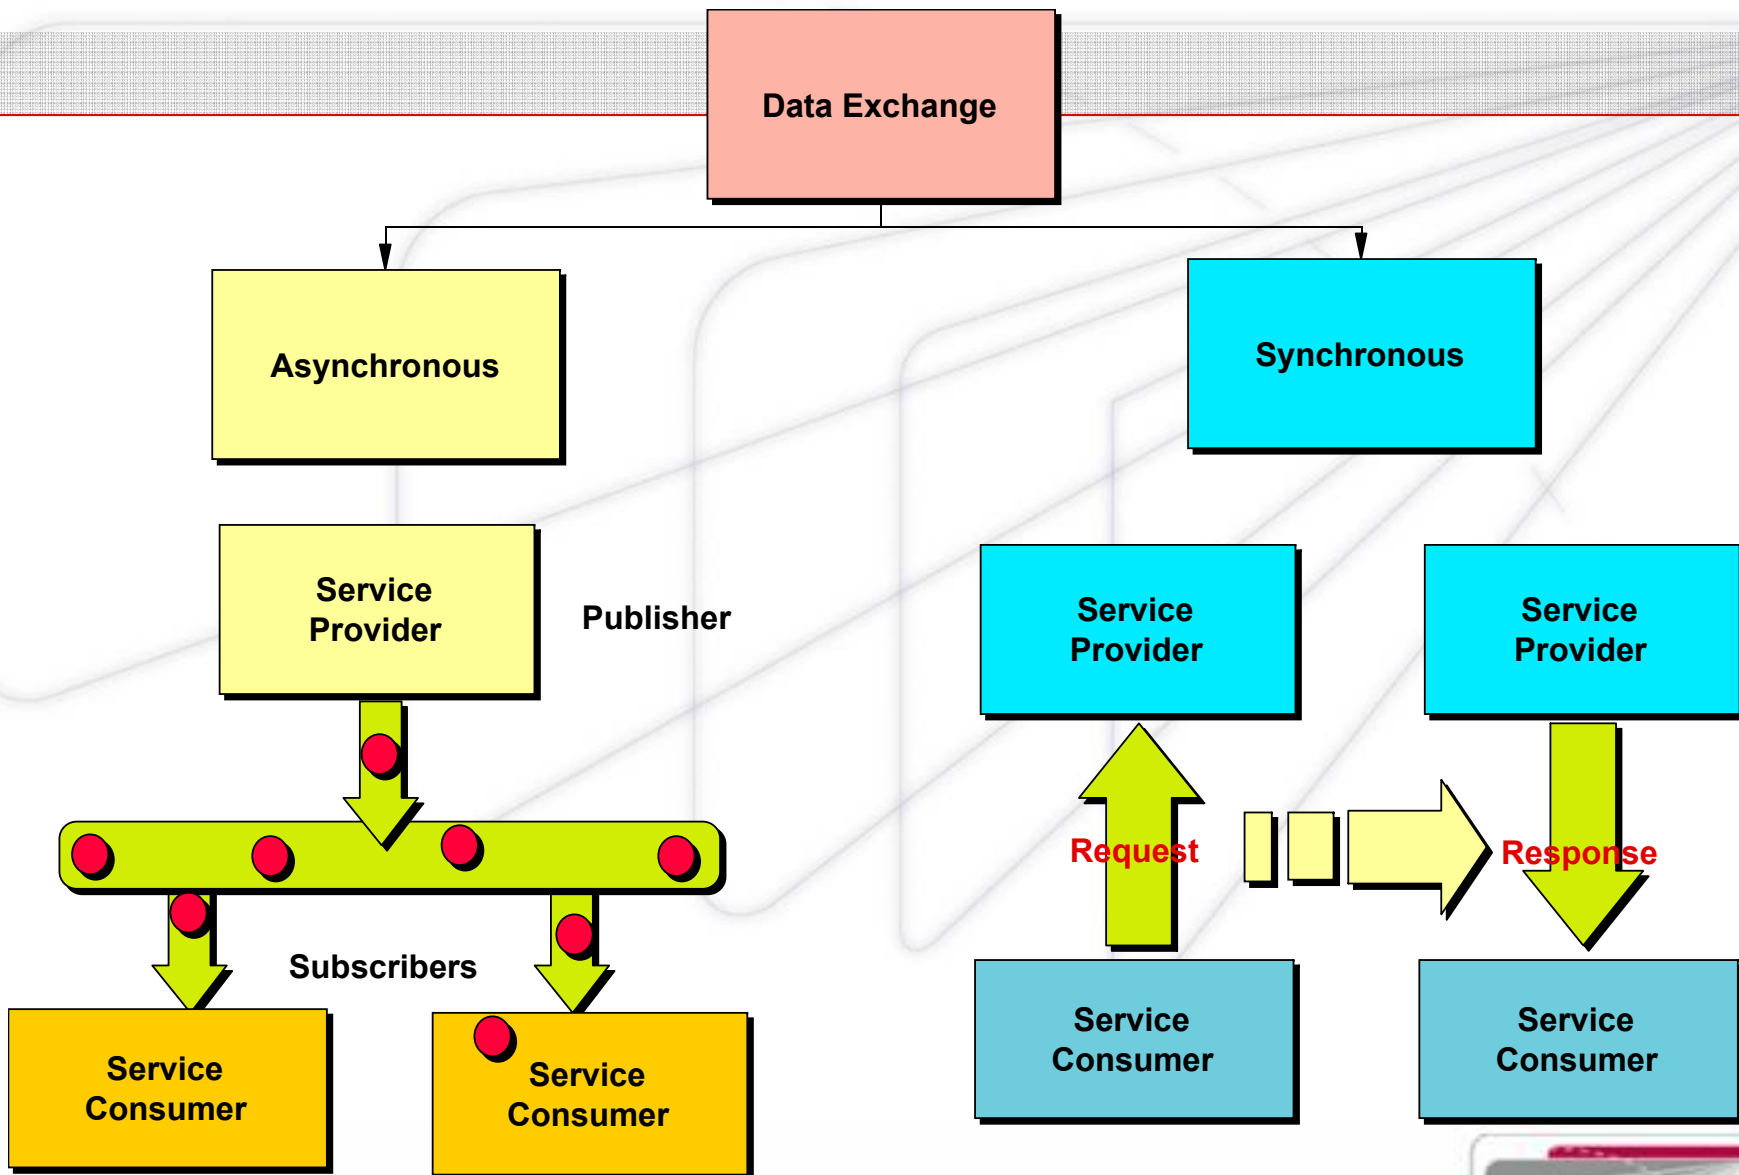 Data Exchange
Asynchronous
Synchronous
Service
Provider
Publisher
Service
Provider
Service
Provider
Request
Response
Subscribers
Service
Consumer
Service
Consumer
Service
Consumer
Service
Consumer